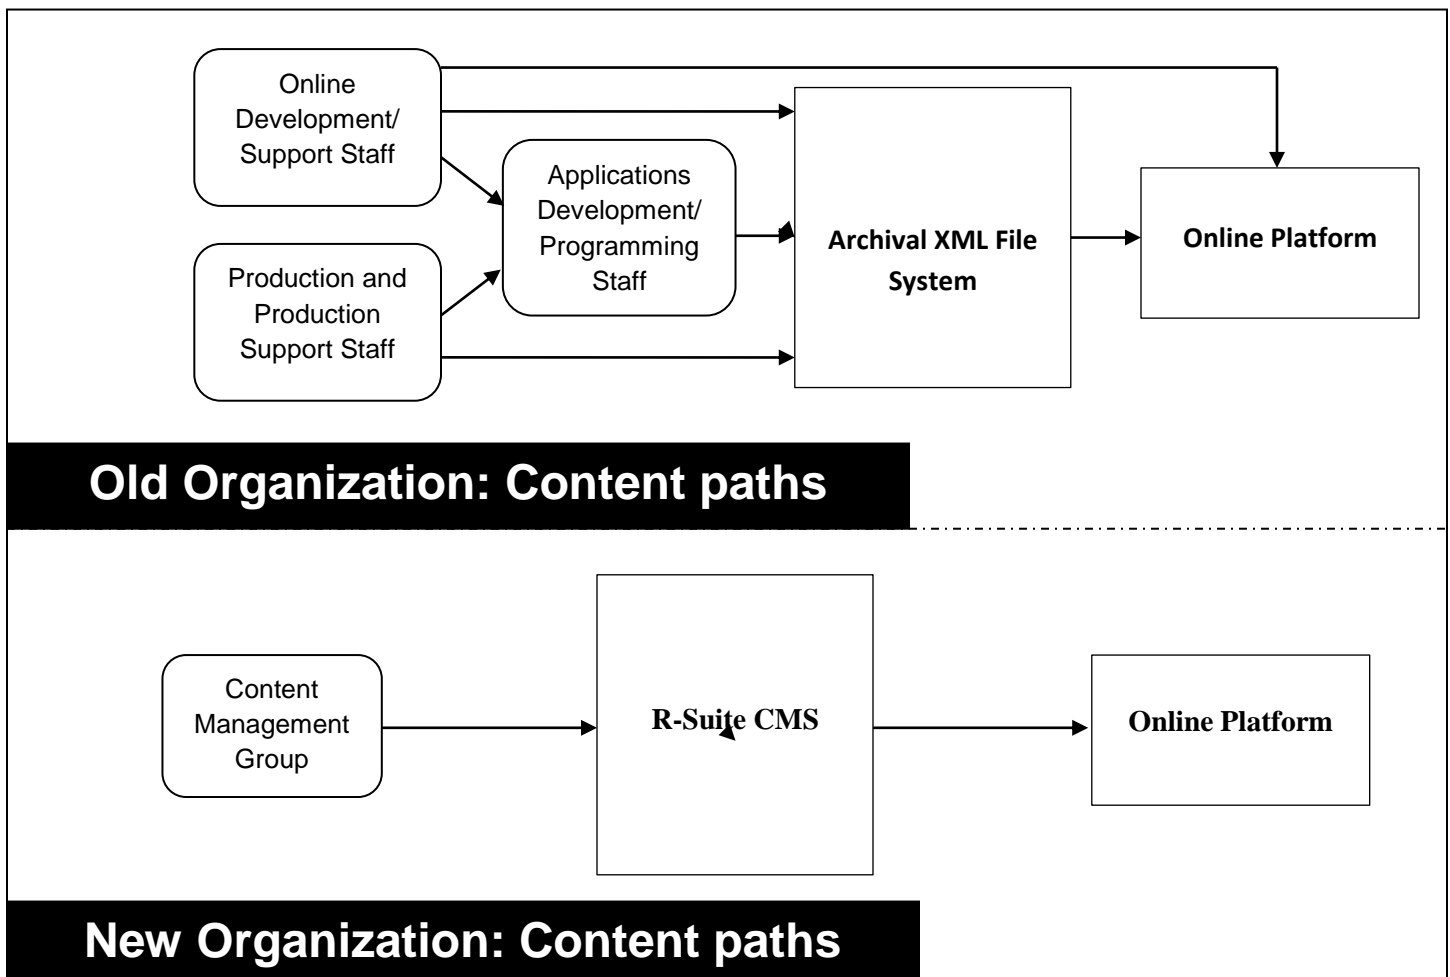 Online
Development/
Support Staff
Applications
Development/
Programming
Staff
Production and
Production
Support Staff
Archival XML File
System
Online Platform
Old Organization: Content paths
Content
Management
Group
R-Suite CMS
Online Platform
New Organization: Content paths